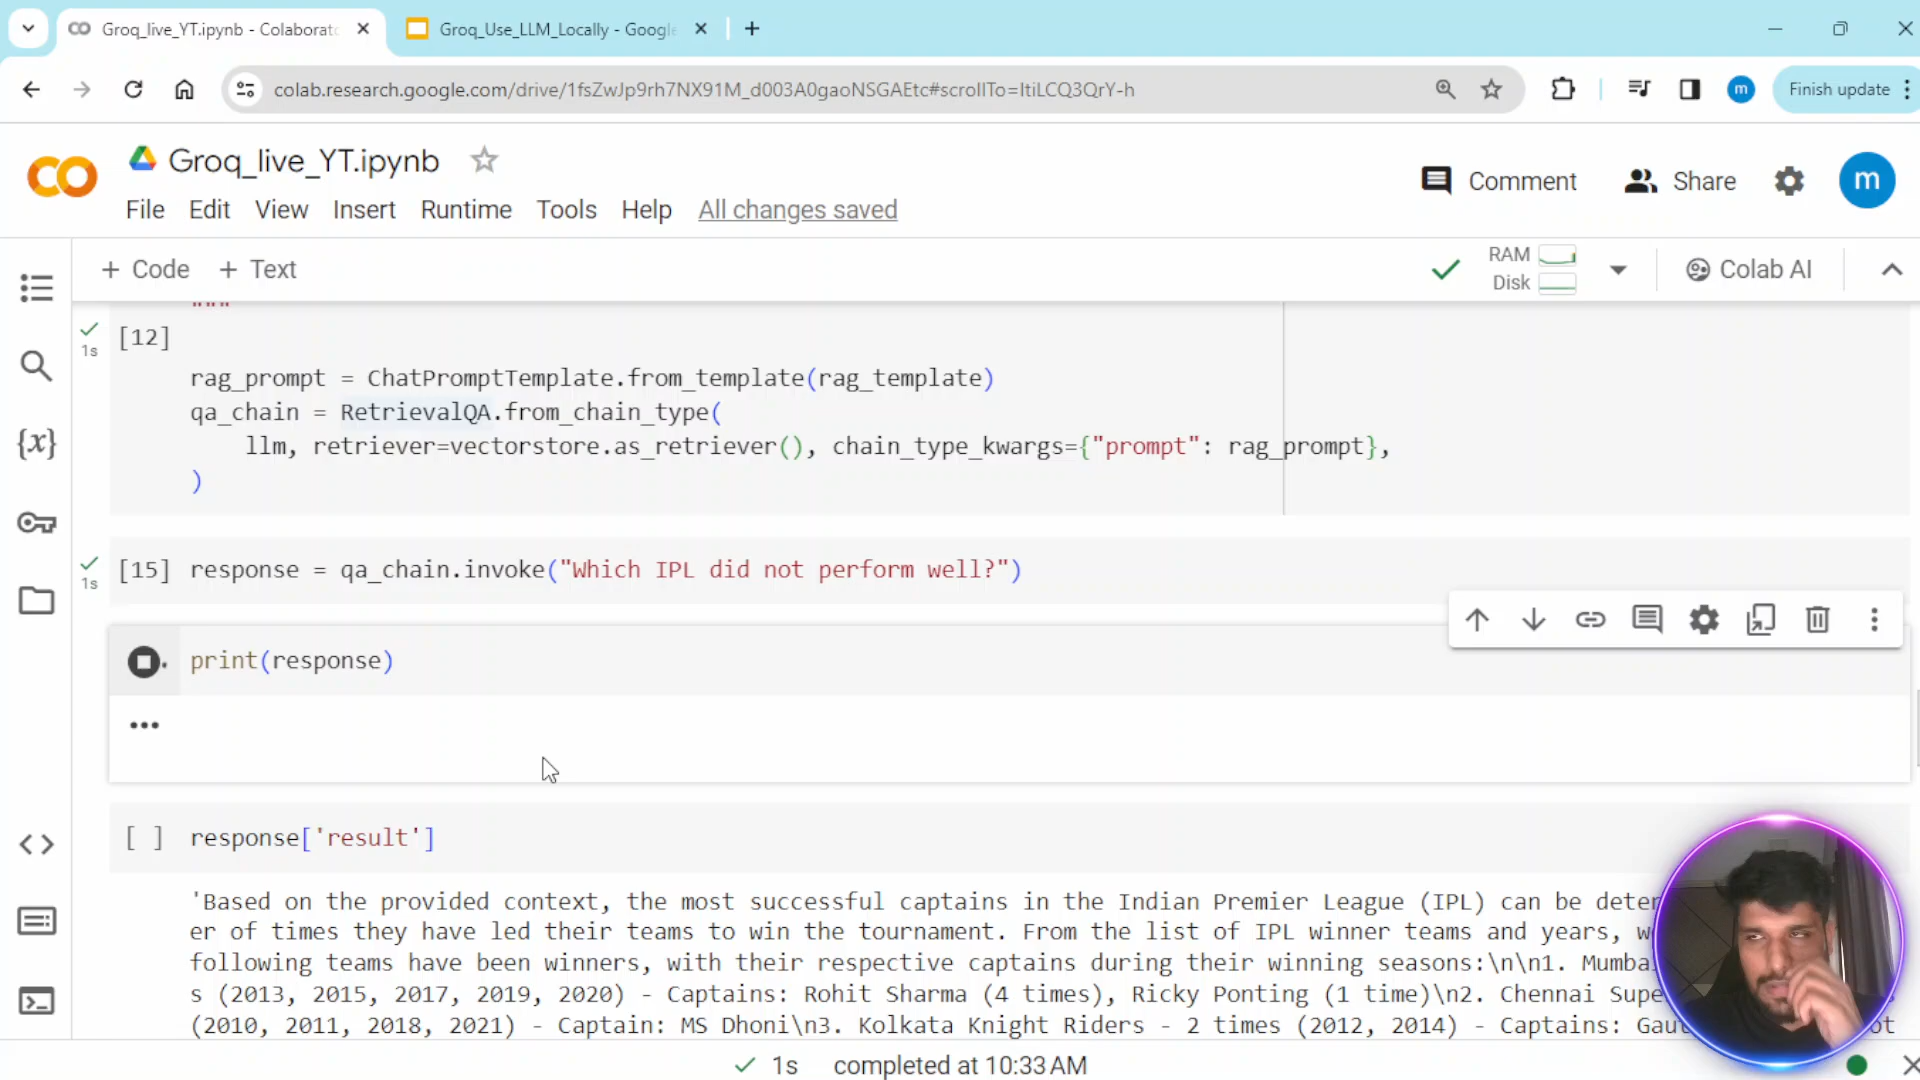 Groq_live_YT.ipynb - Colaborat
Groq_Use_LLM_Locally - Google
colab.research.google.com/drive/1fsZwJp9rh7NX91M_d003A0gaoNSGAEtc#scrollTo=ItiLCQ3QrY-h
m
Finish update
Groq_live_YT.ipynb
Comment
Share
m
File Edit View Insert Runtime Tools Help All changes saved
+ Code + Text
RAM
Disk
Colab AI
"""
[12]
1s
rag_prompt = ChatPromptTemplate.from_template(rag_template)
qa_chain = RetrievalQA.from_chain_type(
llm, retriever=vectorstore.as_retriever(), chain_type_kwargs={"prompt": rag_prompt},
)
[15] response = qa_chain.invoke("Which IPL did not perform well?")
1s
print(response)
[ ] response['result']
'Based on the provided context, the most successful captains in the Indian Premier League (IPL) can be deter
er of times they have led their teams to win the tournament. From the list of IPL winner teams and years, w
following teams have been winners, with their respective captains during their winning seasons:\n\n1. Mumba
s (2013, 2015, 2017, 2019, 2020) - Captains: Rohit Sharma (4 times), Ricky Ponting (1 time)\n2. Chennai Supe
(2010, 2011, 2018, 2021) - Captain: MS Dhoni\n3. Kolkata Knight Riders - 2 times (2012, 2014) - Captains: Gaut
ot
1s completed at 10:33 AM